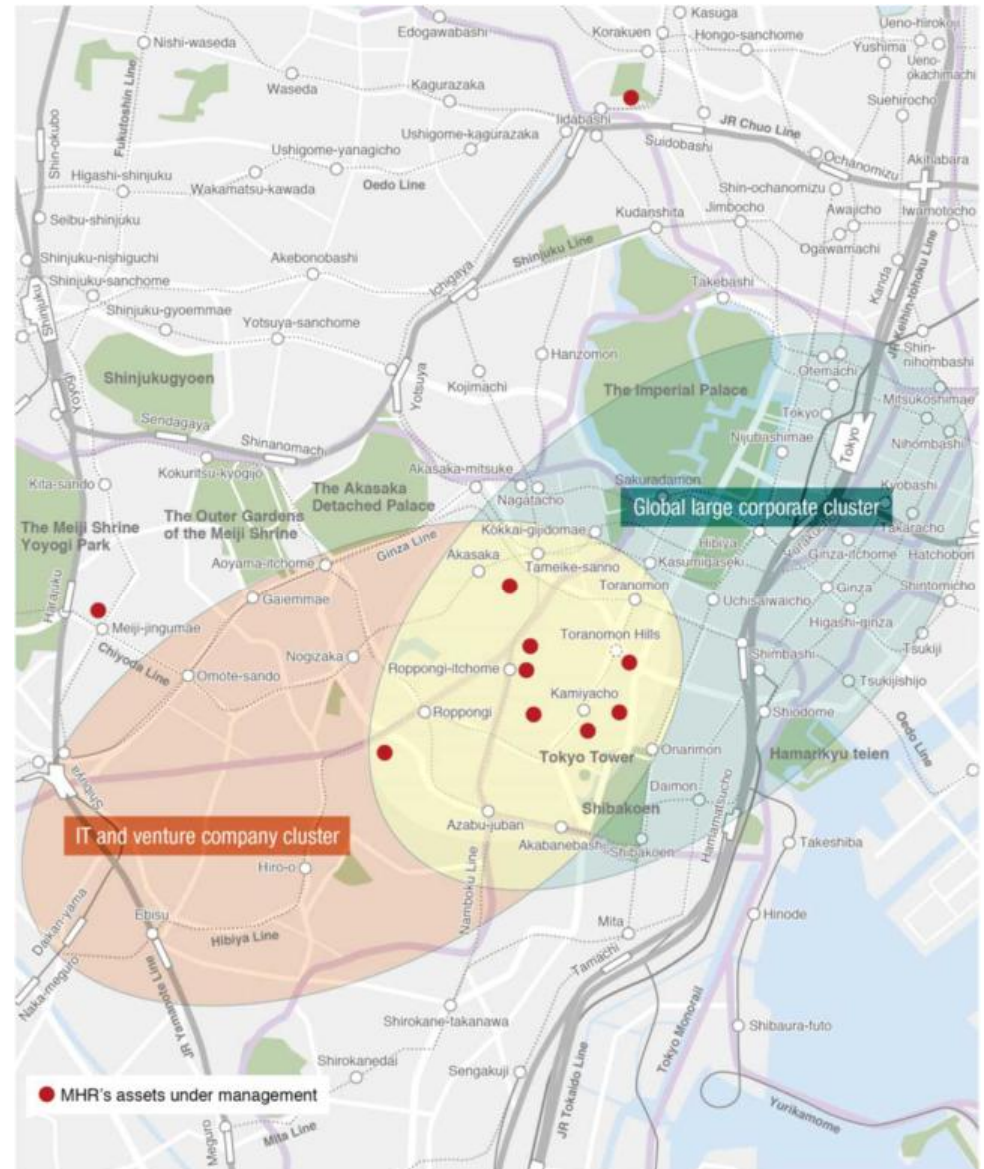 Kasuga
Edogawabashi
Korakuen
Hongo-sanchome
Ueno-hirokoji
Nishi-waseda
Yushima
Ueno-
okachimachi
Fukutoshin Line
Waseda
Kagurazaka
Suehirocho
Shin-okubo
Iidabashi
JR Chuo Line
Ushigome-kagurazaka
Suidobashi
Ushigome-yanagicho
Ochanomizu
Akihabara
Higashi-shinjuku
Wakamatsu-kawada
Oedo Line
Shin-ochanomizu
Kudanshita
Jimbocho
Awajicho
Iwamotocho
Seibu-shinjuku
Ogawamachi
Shinjuku Line
Shinjuku-nishiguchi
Akebonobashi
Ichigaya
Kanda
JR Keihin-tohoku Line
Shinjuku-sanchome
Takebashi
Shinjuku
Shinjuku-gyoemmae
Yotsuya-sanchome
Hanzomon
Shin-
nihombashi
Otemachi
Shinjukugyoen
Kojimachi
Yotsuya
The Imperial Palace
Mitsukoshimae
Yoyogi
Tokyo
Tokyo
Sendagaya
Nijubashimae
Nihombashi
Shinanomachi
Kokuritsu-kyogijo
Akasaka-mitsuke
Sakuradamon
Kyobashi
Kita-sando
The Akasaka
Detached Palace
Nagatacho
Global large corporate cluster
The Meiji Shrine
Yoyogi Park
The Outer Gardens
of the Meiji Shrine
Kokkai-gijidomae
Takaracho
Hibiya
Ginza Line
Akasaka
Ginza-itchome
Hatchobori
Aoyama-itchome
Tameike-sanno
Kasumigaseki
Harajuku
Toranomon
Ginza
Shintomicho
Gaiemmae
Uchisaiwaicho
Higashi-ginza
Meiji-jingumae
Toranomon Hills
Chiyoda Line
Nogizaka
Shimbashi
Tsukiji
Omote-sando
Roppongi-itchome
Tsukijishijo
Kamiyacho
Roppongi
Shiodome
Oedo Line
Tokyo Tower
Onarimon
Hamarikyu teien
Shibuya
Daimon
Shibakoen
Hamamatsucho
IT and venture company cluster
Azabu-juban
Akabanebashi
Shibakoen
Takeshiba
Hiro-o
Namboku Line
Daikan-yama
Ebisu
Mita
Hinode
Hibiya Line
Naka-meguro
Tamachi
JR Yamanote Line
Shirokane-takanawa
Tokyo Monorail
Shibaura-futo
Shirokanedai
Sengakuji
JR Tokaido Line
MHR's assets under management
Yurikamome
Meguro
Mita Line